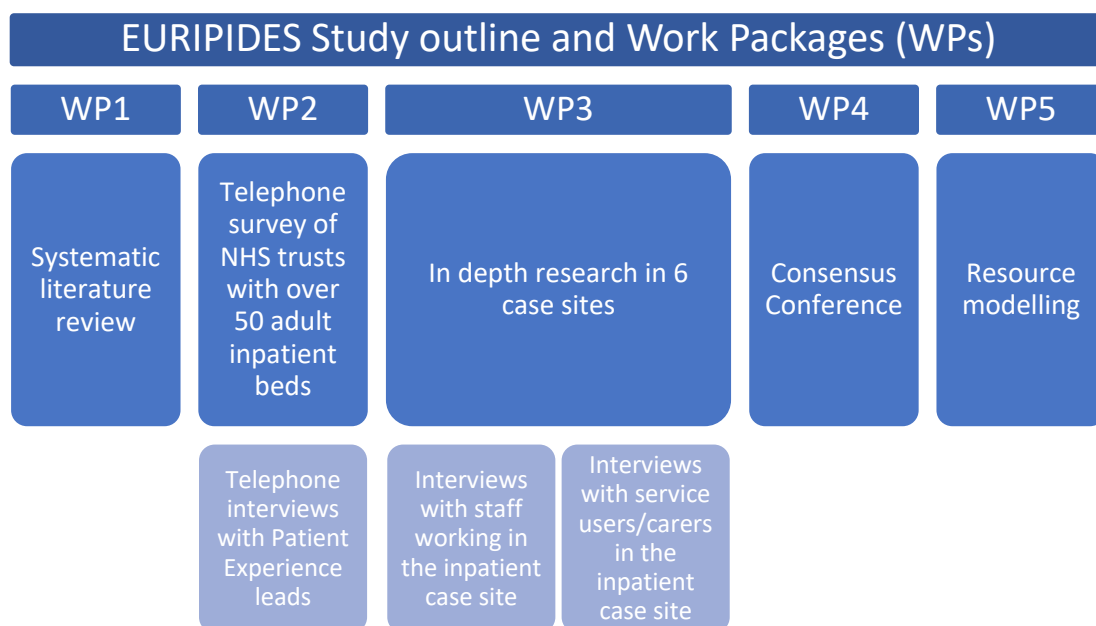 EURIPIDES Study outline and Work Packages (WPs)
WP1
WP2
WP3
WP4
WP5
Systematic
literature
review
Telephone
survey of
NHS trusts
with over
50 adult
inpatient
beds
In depth research in 6
case sites
Consensus
Conference
Resource
modelling
Telephone
interviews
with Patient
Experience
leads
Interviews
with staff
working in
the inpatient
case site
Interviews
with service
users/carers
in the
inpatient
case site